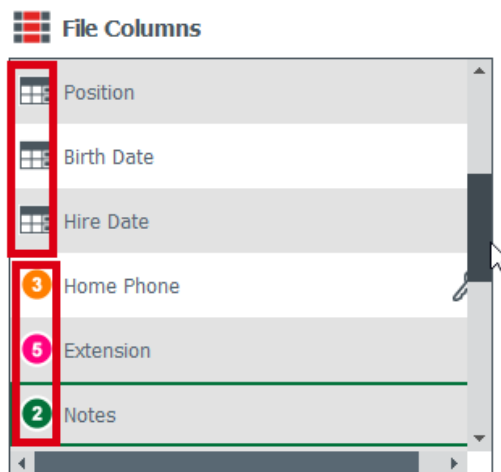 File Columns
Position
Birth Date
Hire Date
3 Home Phone
5 Extension
2 Notes